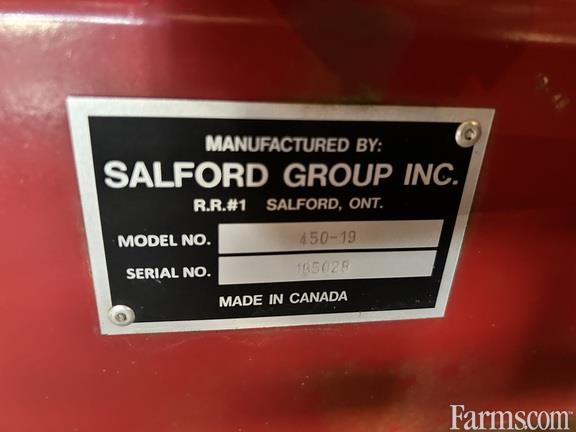 MANUFACTURED BY:
SALFORD GROUP INC.
R.R.#1 SALFORD, ONT.
MODEL NO. 450-19
SERIAL NO. 185028
MADE IN CANADA
Farms.com